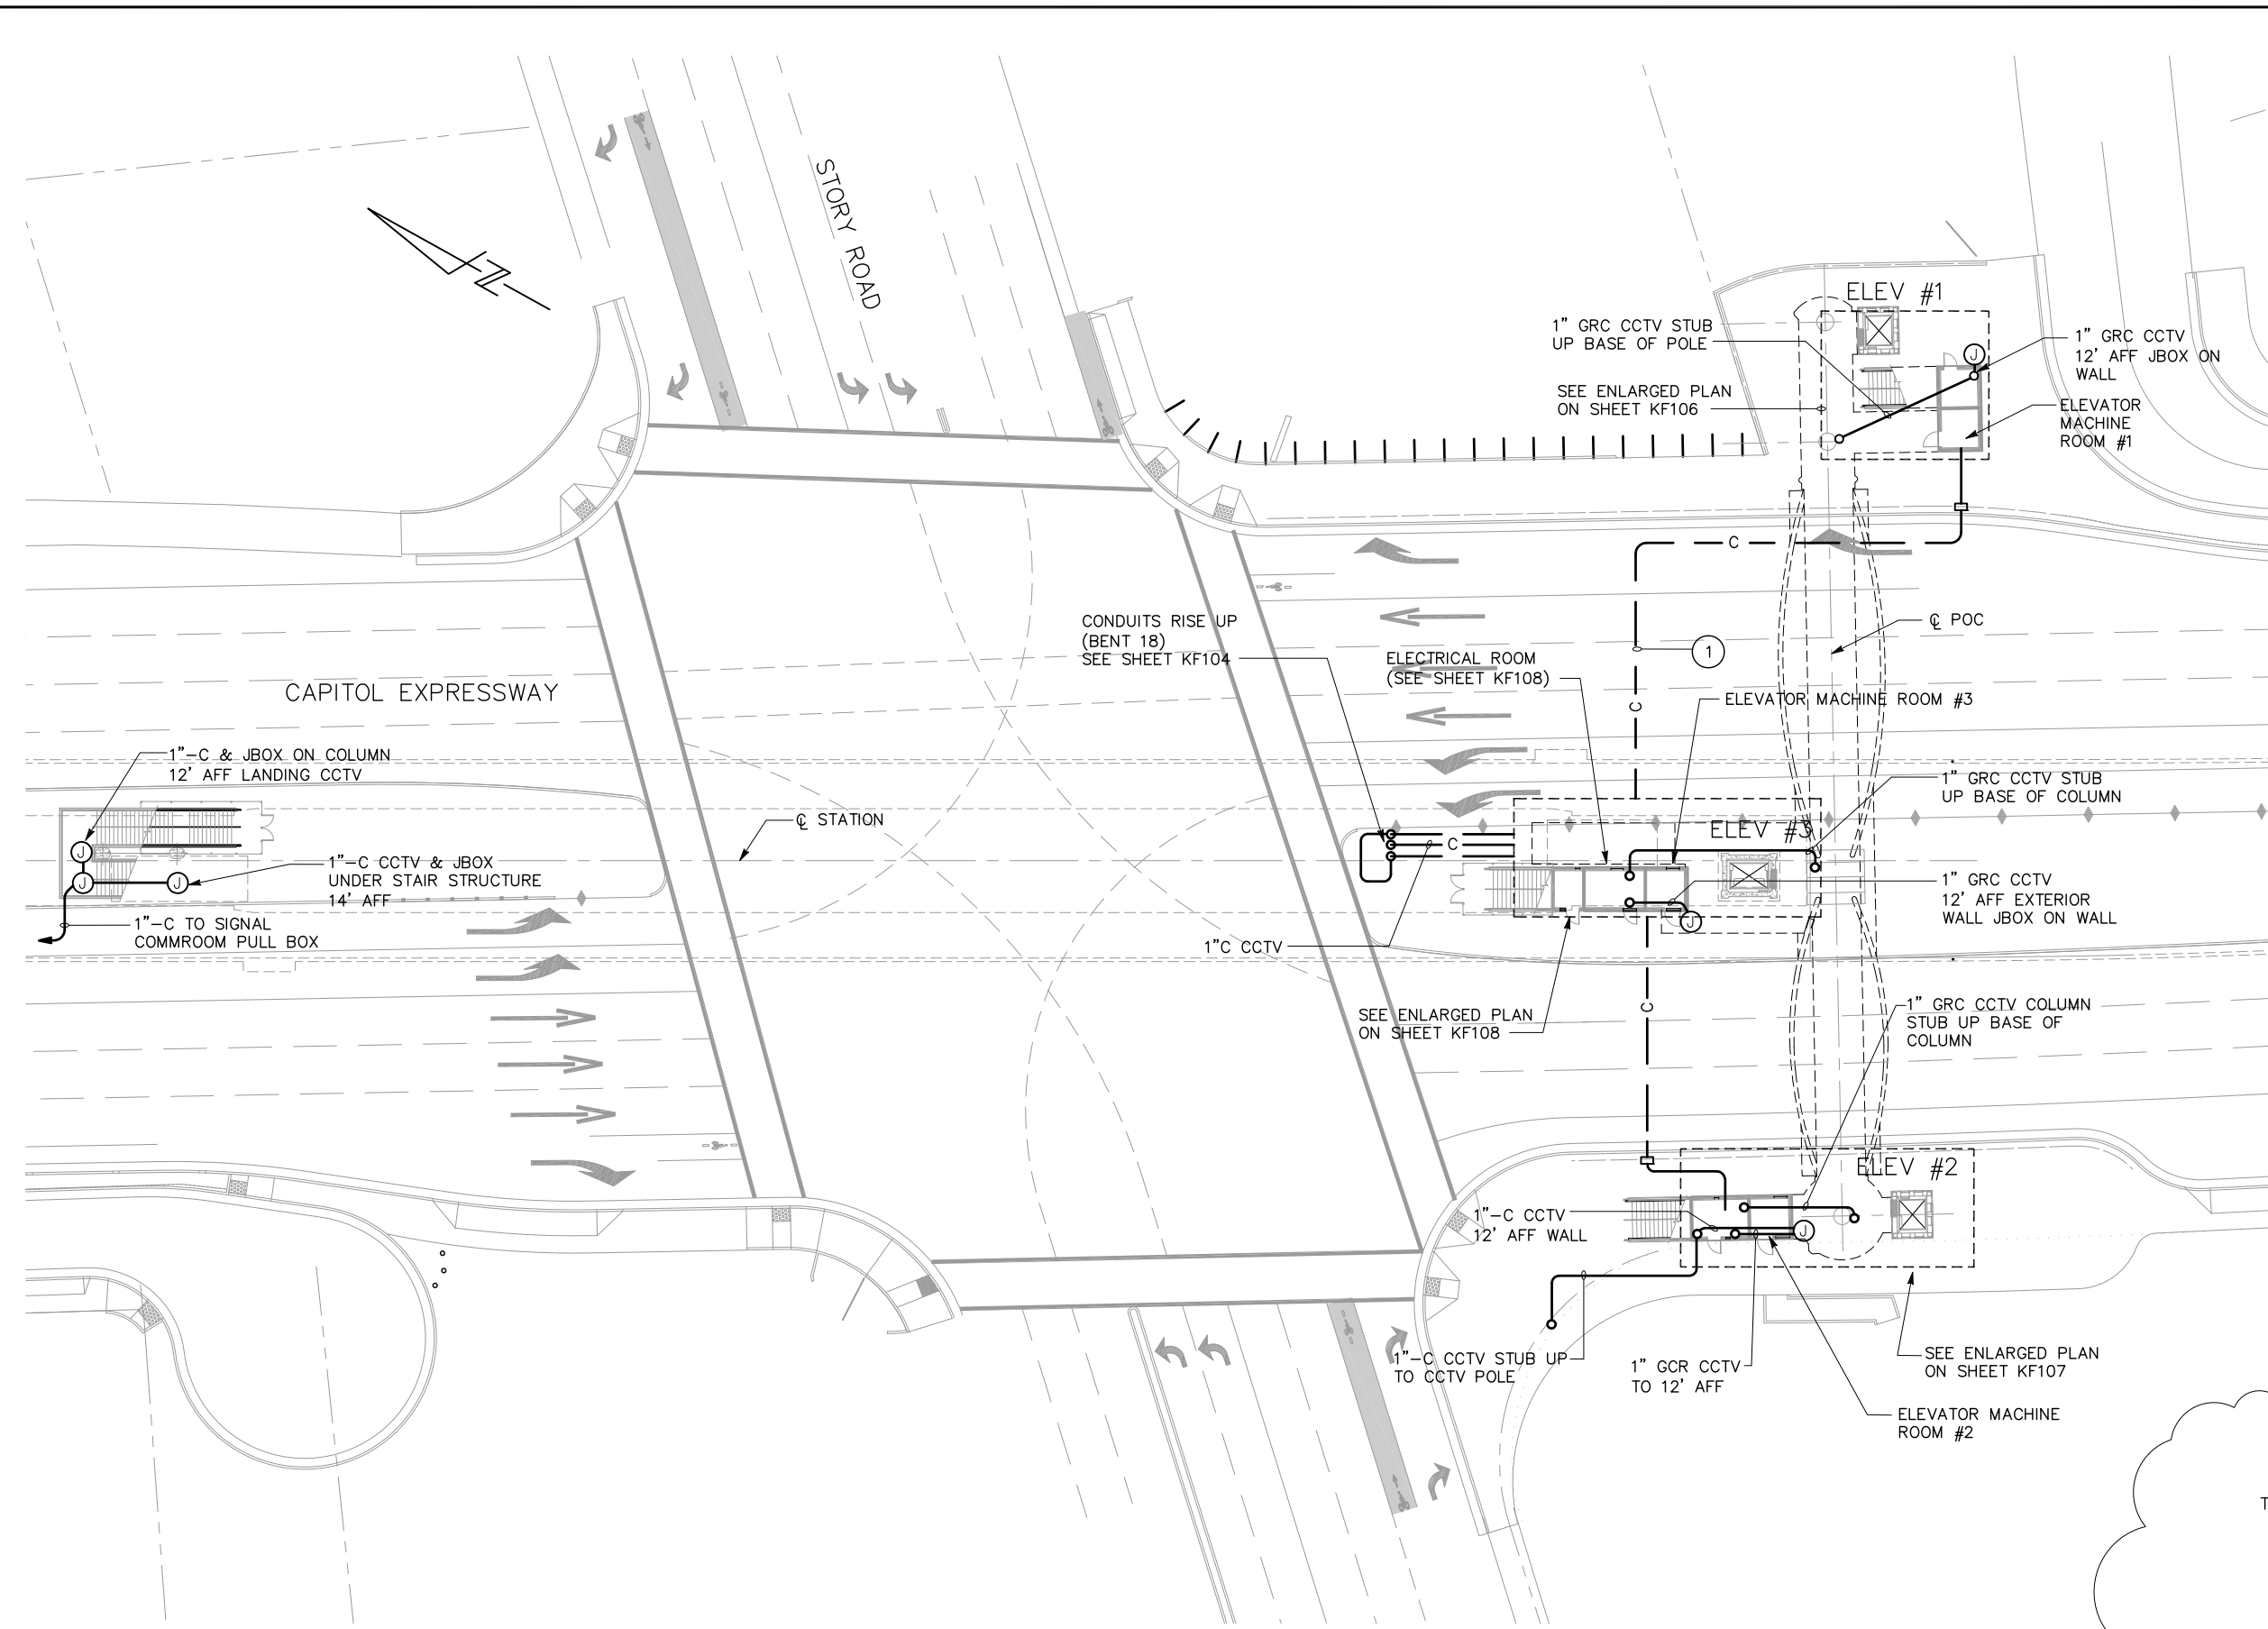 STORY ROAD
ELEV #1
1" GRC CCTV STUB
UP BASE OF POLE
1" GRC CCTV
12' AFF JBOX ON
WALL
J
SEE ENLARGED PLAN
ON SHEET KF106
ELEVATOR
MACHINE
ROOM #1
C
CONDUITS RISE UP
(BENT 18)
SEE SHEET KF104
℄ POC
1
ELECTRICAL ROOM
(SEE SHEET KF108)
CAPITOL EXPRESSWAY
ELEVATOR MACHINE ROOM #3
C
1"-C & JBOX ON COLUMN
12' AFF LANDING CCTV
1" GRC CCTV STUB
UP BASE OF COLUMN
℄ STATION
ELEV #3
C
J
1"-C CCTV & JBOX
UNDER STAIR STRUCTURE
14' AFF
J
J
1" GRC CCTV
12' AFF EXTERIOR
WALL JBOX ON WALL
J
1"-C TO SIGNAL
COMMROOM PULL BOX
1"C CCTV
C
SEE ENLARGED PLAN
ON SHEET KF108
1" GRC CCTV COLUMN
STUB UP BASE OF
COLUMN
ELEV #2
1"-C CCTV
12' AFF WALL
J
1"-C CCTV STUB UP
TO CCTV POLE
1" GCR CCTV
TO 12' AFF
SEE ENLARGED PLAN
ON SHEET KF107
ELEVATOR MACHINE
ROOM #2